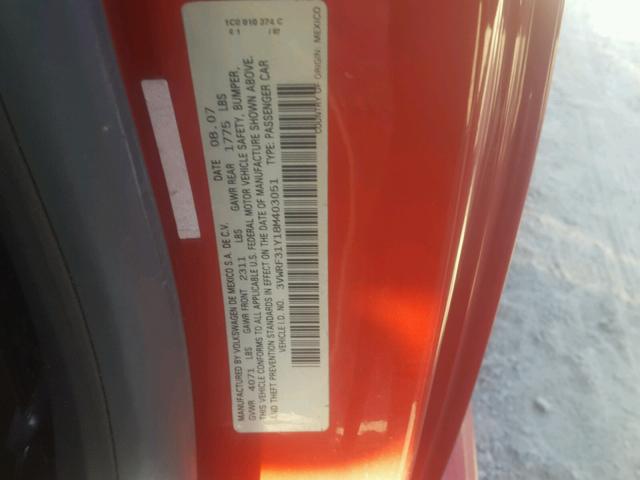 1C0 010 374 C
MANUFACTURED BY VOLKSWAGEN DE MEXICO S.A. DE C.V. DATE 08.07
GVWR 4071 LBS GAWR FRONT 2311 LBS GAWR REAR 1775 LBS
THIS VEHICLE CONFORMS TO ALL APPLICABLE U.S. FEDERAL MOTOR VEHICLE SAFETY, BUMPER,
AND THEFT PREVENTION STANDARDS IN EFFECT ON THE DATE OF MANUFACTURE SHOWN ABOVE.
VEHICLE I.D. NO. 3VWRF31Y18M403051 TYPE: PASSENGER CAR
COUNTRY OF ORIGIN: MEXICO